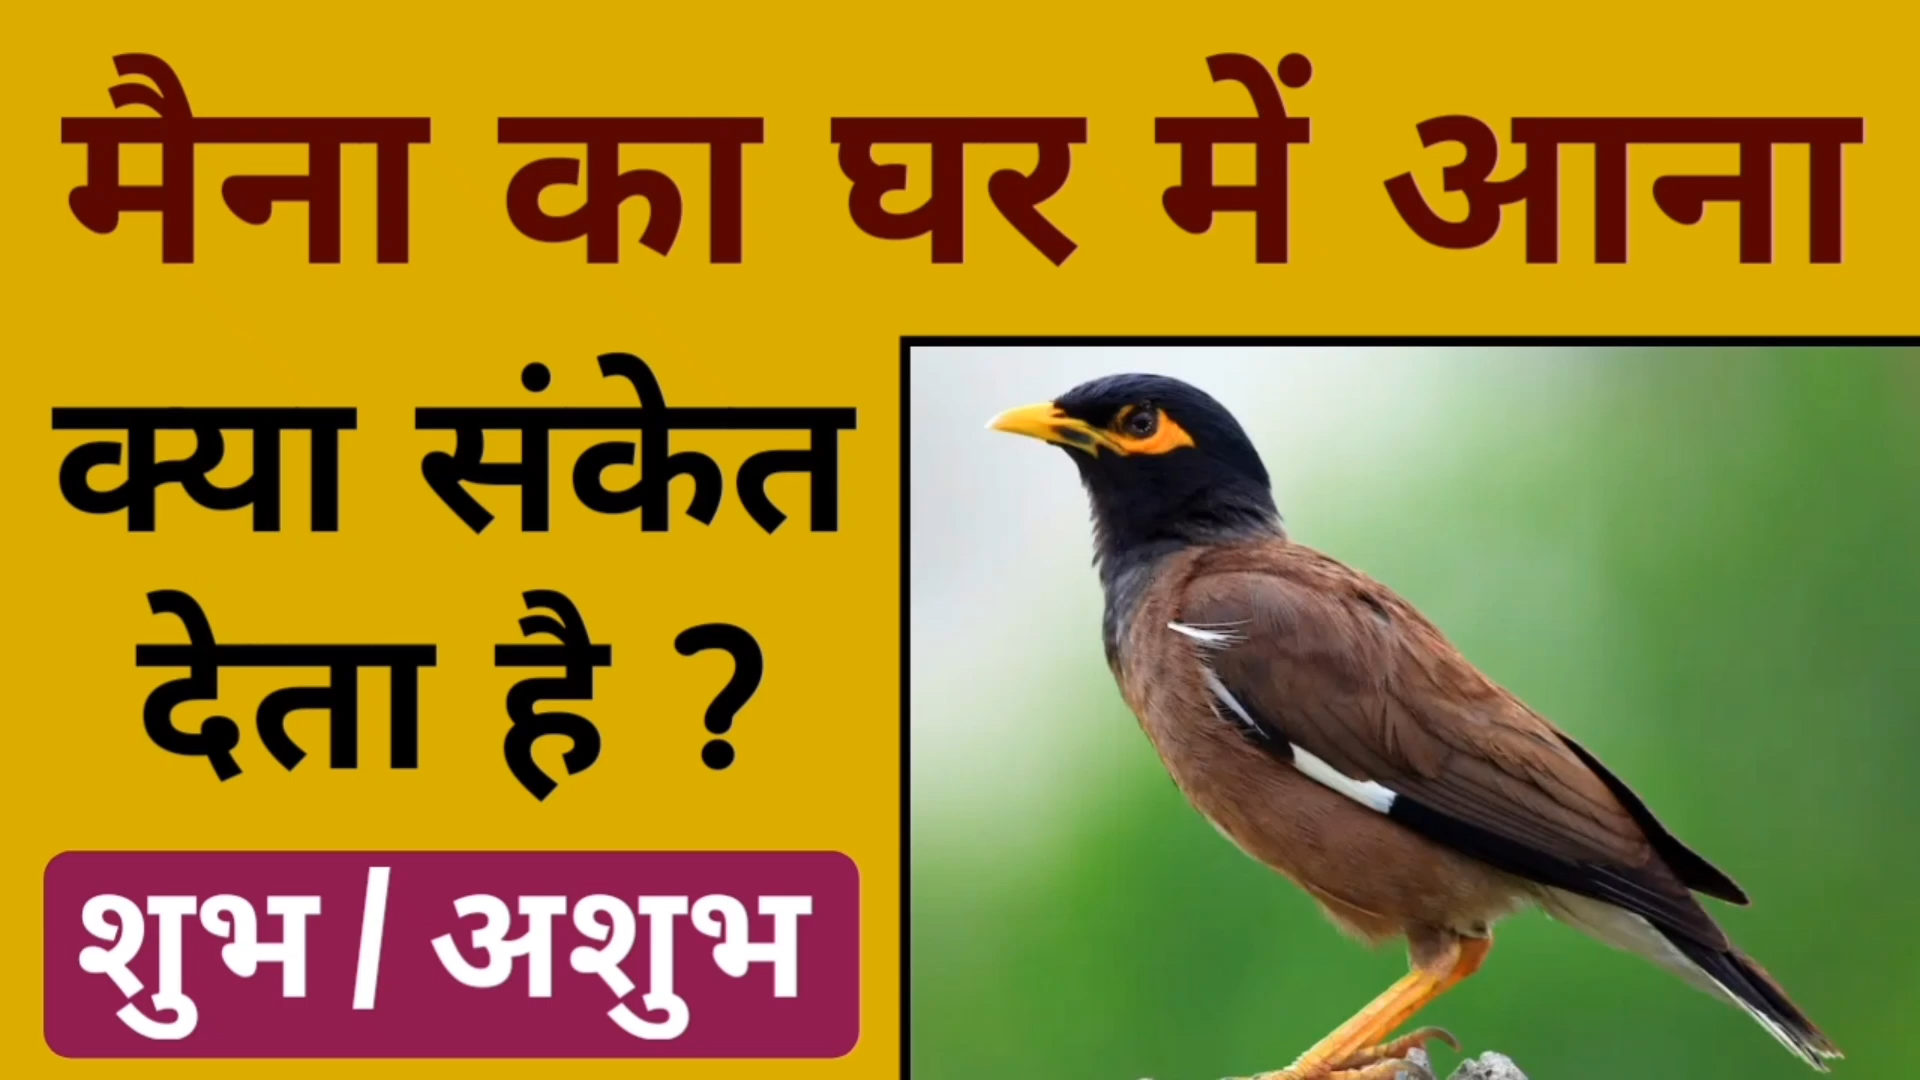 मैना का घर में आना
क्या संकेत
देता है ?
शुभ / अशुभ